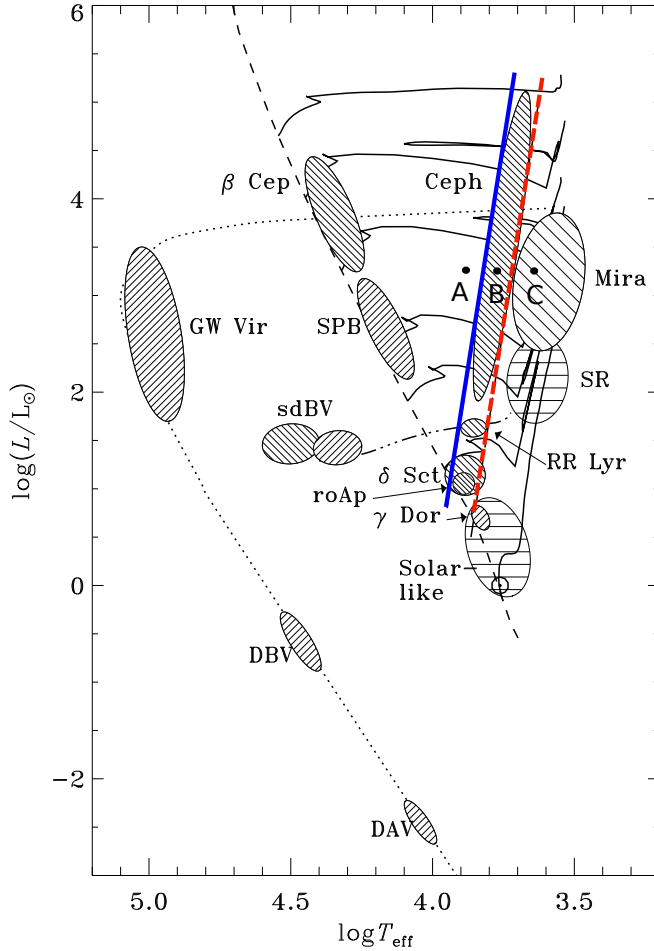 6
β Cep
Ceph
4
A
B
C
Mira
GW Vir
SPB
SR
2
sdBV
δ Sct
RR Lyr
roAp
γ Dor
Solar–
like
0
DBV
−2
DAV
5.0
4.5
4.0
3.5
log(L/L☉)
log T_eff